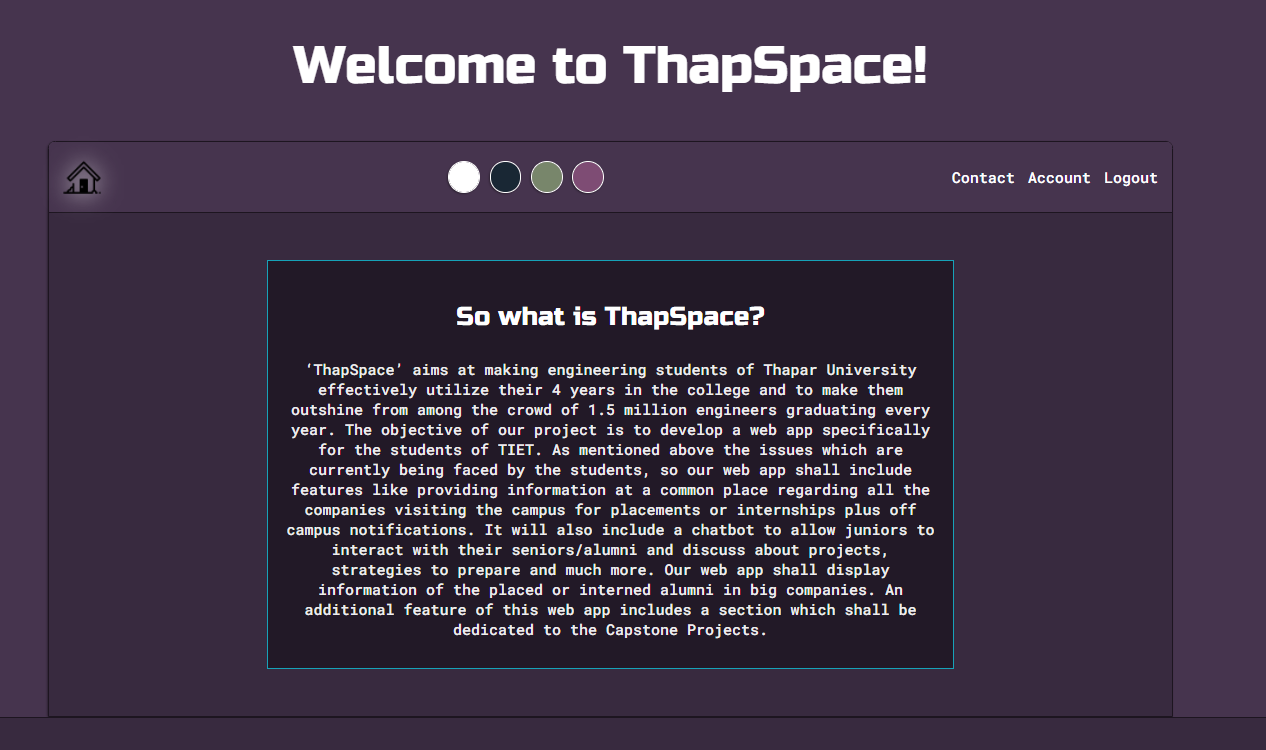 Welcome to ThapSpace!
Contact Account Logout
So what is ThapSpace?
‘ThapSpace’ aims at making engineering students of Thapar University
effectively utilize their 4 years in the college and to make them
outshine from among the crowd of 1.5 million engineers graduating every
year. The objective of our project is to develop a web app specifically
for the students of TIET. As mentioned above the issues which are
currently being faced by the students, so our web app shall include
features like providing information at a common place regarding all the
companies visiting the campus for placements or internships plus off
campus notifications. It will also include a chatbot to allow juniors to
interact with their seniors/alumni and discuss about projects,
strategies to prepare and much more. Our web app shall display
information of the placed or interned alumni in big companies. An
additional feature of this web app includes a section which shall be
dedicated to the Capstone Projects.